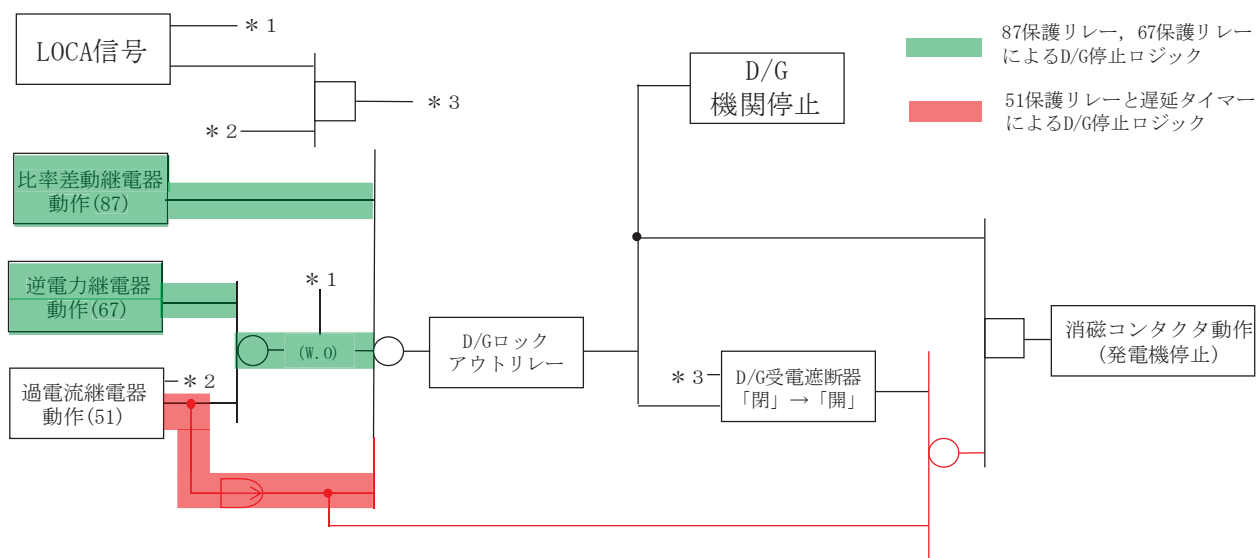 LOCA信号
*1
*2
*3
87保護リレー，67保護リレー
によるD/G停止ロジック
51保護リレーと遅延タイマー
によるD/G停止ロジック
D/G
機関停止
比率差動継電器
動作(87)
逆電力継電器
動作(67)
*1
(W.O)
過電流継電器
動作(51)
*2
D/Gロック
アウトリレー
*3
D/G受電遮断器
「閉」→「開」
消磁コンタクタ動作
(発電機停止)